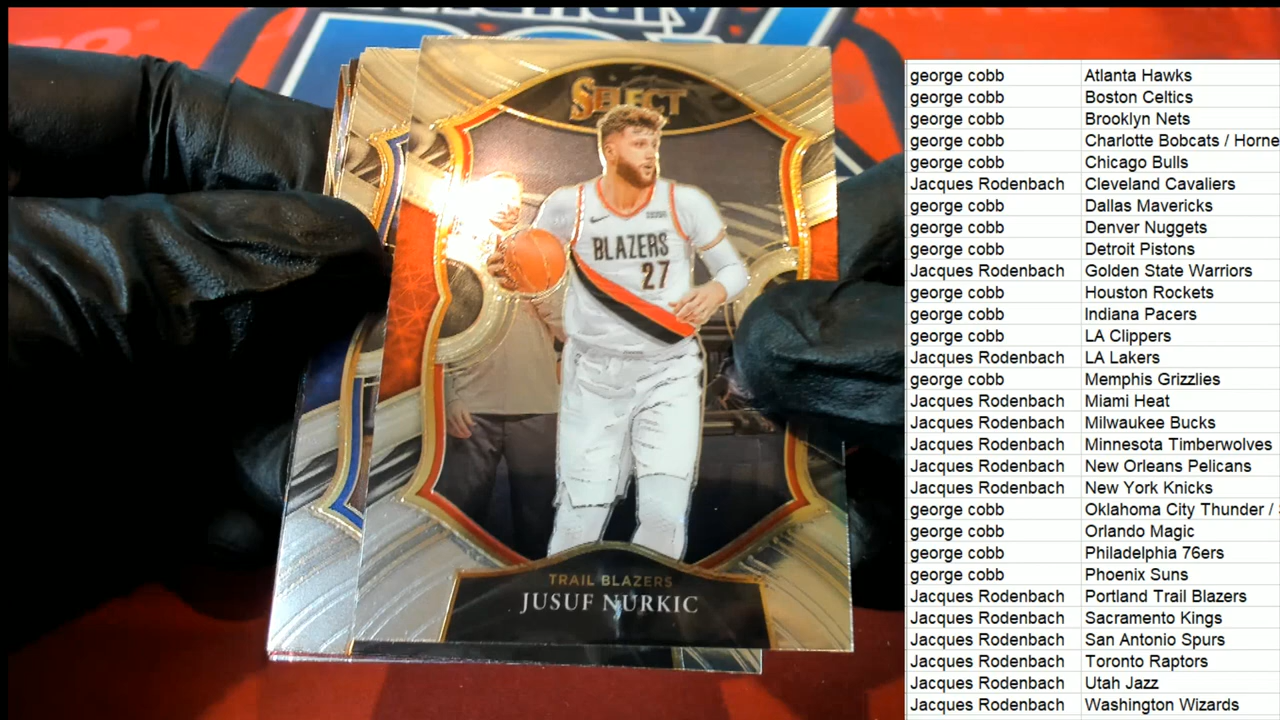 SELECT
BLAZERS
27
TRAIL BLAZERS
JUSUF NURKIC
george cobb Atlanta Hawks
george cobb Boston Celtics
george cobb Brooklyn Nets
george cobb Charlotte Bobcats / Horne
george cobb Chicago Bulls
Jacques Rodenbach Cleveland Cavaliers
george cobb Dallas Mavericks
george cobb Denver Nuggets
george cobb Detroit Pistons
Jacques Rodenbach Golden State Warriors
george cobb Houston Rockets
george cobb Indiana Pacers
george cobb LA Clippers
Jacques Rodenbach LA Lakers
george cobb Memphis Grizzlies
Jacques Rodenbach Miami Heat
Jacques Rodenbach Milwaukee Bucks
Jacques Rodenbach Minnesota Timberwolves
Jacques Rodenbach New Orleans Pelicans
Jacques Rodenbach New York Knicks
george cobb Oklahoma City Thunder /
george cobb Orlando Magic
george cobb Philadelphia 76ers
george cobb Phoenix Suns
Jacques Rodenbach Portland Trail Blazers
Jacques Rodenbach Sacramento Kings
Jacques Rodenbach San Antonio Spurs
Jacques Rodenbach Toronto Raptors
Jacques Rodenbach Utah Jazz
Jacques Rodenbach Washington Wizards